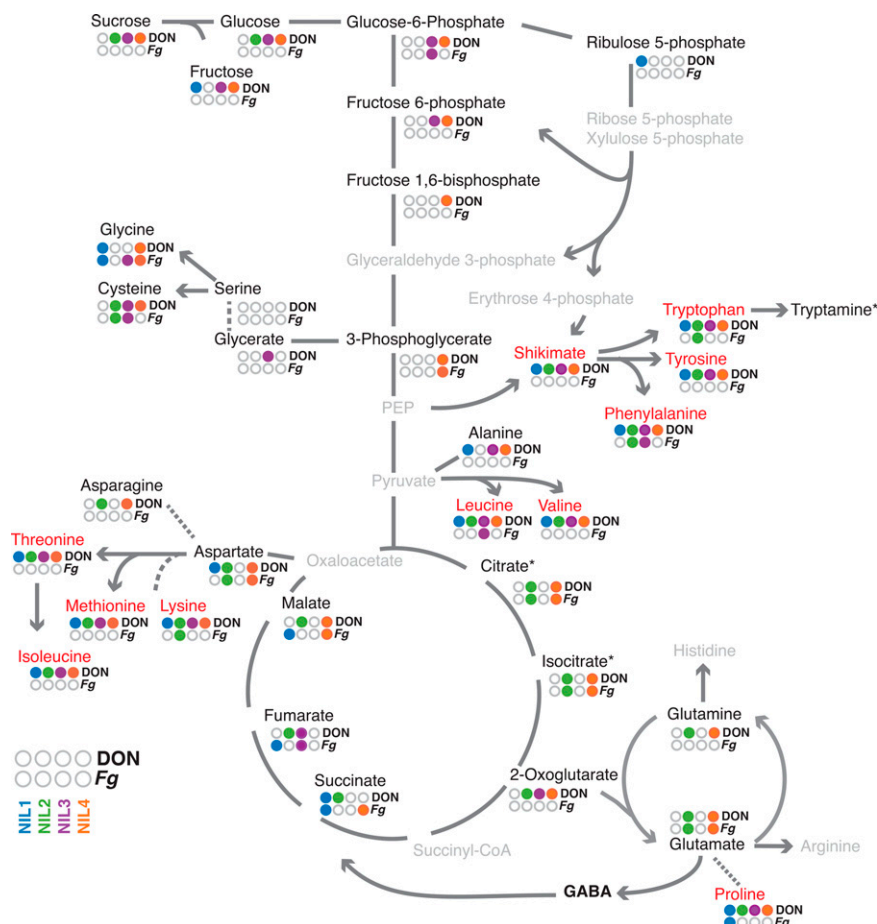 Sucrose
DON
Fg
Glucose
DON
Fg
Glucose-6-Phosphate
DON
Fg
Ribulose 5-phosphate
DON
Fg
Fructose
DON
Fg
Fructose 6-phosphate
DON
Fg
Ribose 5-phosphate
Xylulose 5-phosphate
Fructose 1,6-bisphosphate
DON
Fg
Glycine
DON
Fg
Glyceraldehyde 3-phosphate
Cysteine
DON
Fg
Serine
DON
Fg
Erythrose 4-phosphate
Tryptophan
DON
Fg
Tryptamine*
Glycerate
DON
Fg
3-Phosphoglycerate
DON
Fg
Shikimate
DON
Fg
Tyrosine
DON
Fg
PEP
Phenylalanine
DON
Fg
Alanine
DON
Fg
Pyruvate
Asparagine
DON
Fg
Leucine
DON
Fg
Valine
DON
Fg
Threonine
DON
Fg
Aspartate
DON
Fg
Oxaloacetate
Citrate*
DON
Fg
Methionine
DON
Fg
Lysine
DON
Fg
Malate
DON
Fg
Isoleucine
DON
Fg
Isocitrate*
DON
Fg
Histidine
Fumarate
DON
Fg
Glutamine
DON
Fg
DON
Fg
NIL1
NIL2
NIL3
NIL4
Succinate
DON
Fg
2-Oxoglutarate
DON
Fg
DON
Fg
Glutamate
Arginine
Succinyl-CoA
GABA
Proline
DON
Fg